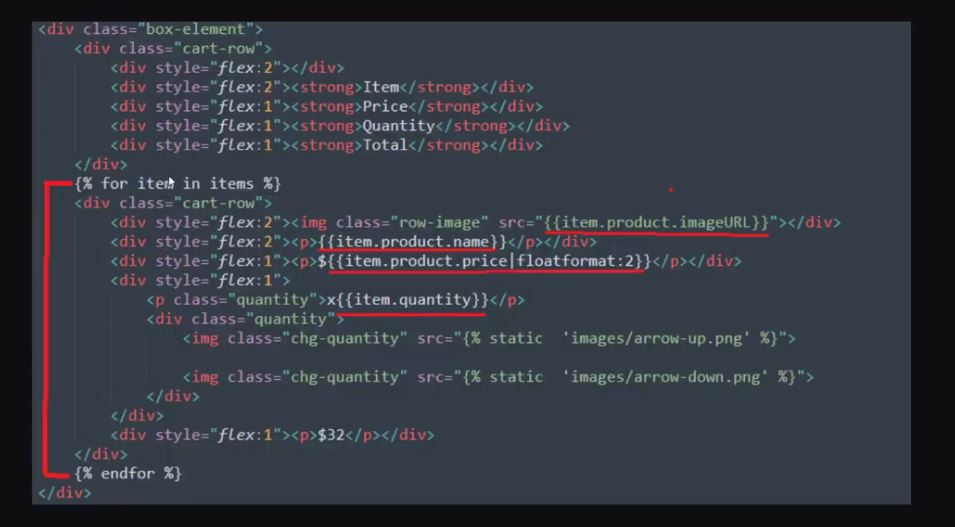 <div class="box-element">
<div class="cart-row">
<div style="flex:2"></div>
<div style="flex:2"><strong>Item</strong></div>
<div style="flex:1"><strong>Price</strong></div>
<div style="flex:1"><strong>Quantity</strong></div>
<div style="flex:1"><strong>Total</strong></div>
</div>
{% for item in items %}
<div class="cart-row">
<div style="flex:2"><img class="row-image" src="{{item.product.imageURL}}"></div>
<div style="flex:2"><p>{{item.product.name}}</p></div>
<div style="flex:1"><p>${{item.product.price|floatformat:2}}</p></div>
<div style="flex:1">
<p class="quantity">x{{item.quantity}}</p>
<div class="quantity">
<img class="chg-quantity" src="{% static  'images/arrow-up.png' %}">
<img class="chg-quantity" src="{% static  'images/arrow-down.png' %}">
</div>
</div>
<div style="flex:1"><p>$32</p></div>
</div>
{% endfor %}
</div>